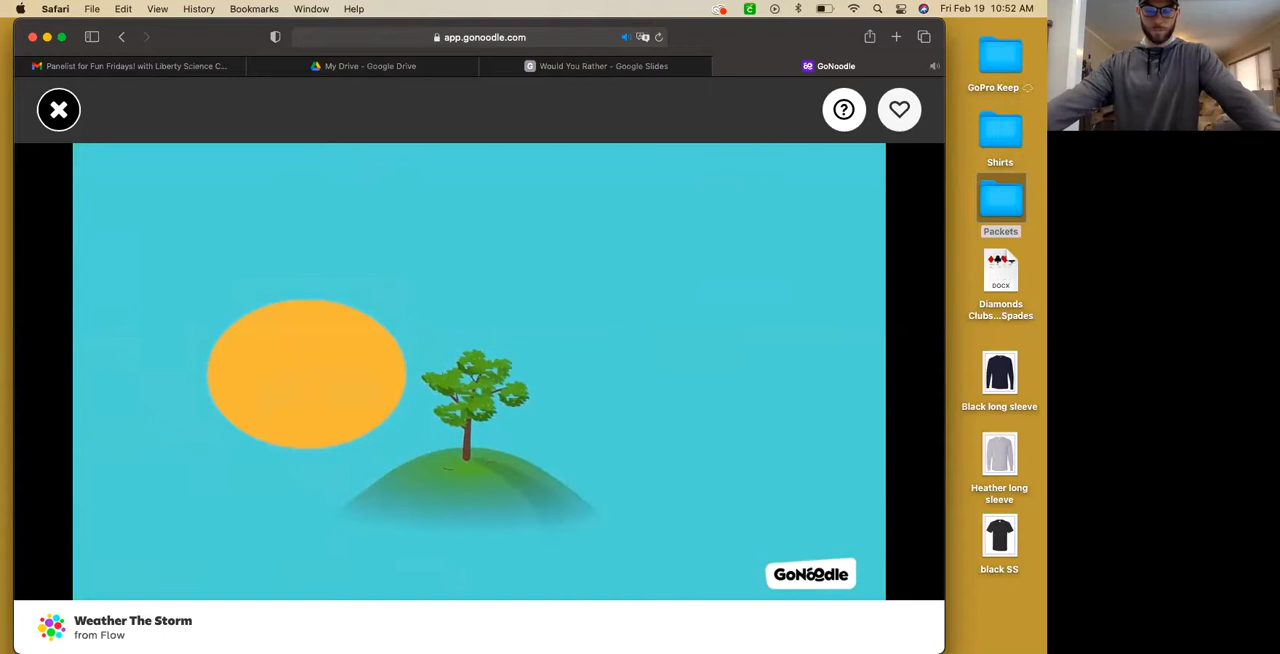 Safari File Edit View History Bookmarks Window Help Fri Feb 19 10:52 AM
app.gonoodle.com
Panelist for Fun Fridays! with Liberty Science C... My Drive - Google Drive Would You Rather - Google Slides GoNoodle
GoPro Keep
Shirts
Packets
DOCX
Diamonds
Clubs...Spades
Black long sleeve
Heather long
sleeve
black SS
GoNoodle
Weather The Storm
from Flow